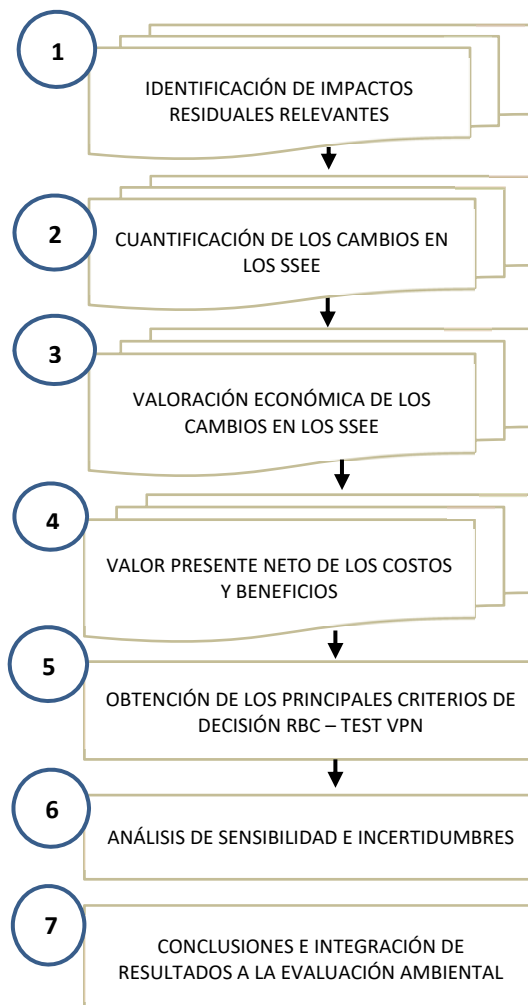 1
IDENTIFICACIÓN DE IMPACTOS
RESIDUALES RELEVANTES
2
CUANTIFICACIÓN DE LOS CAMBIOS EN
LOS SSEE
3
VALORACIÓN ECONÓMICA DE LOS
CAMBIOS EN LOS SSEE
4
VALOR PRESENTE NETO DE LOS COSTOS
Y BENEFICIOS
5
OBTENCIÓN DE LOS PRINCIPALES CRITERIOS DE
DECISIÓN RBC – TEST VPN
6
ANÁLISIS DE SENSIBILIDAD E INCERTIDUMBRES
7
CONCLUSIONES E INTEGRACIÓN DE
RESULTADOS A LA EVALUACIÓN AMBIENTAL